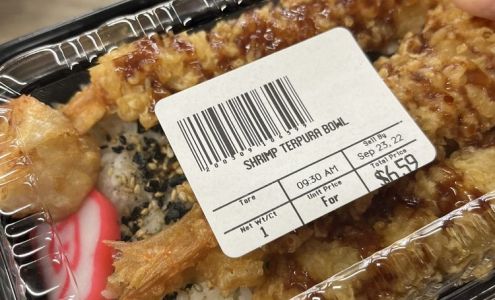 SHRIMP TERPURA BOWL
Tare
09:30 AM
Sell By
Sep 23, 22
Net Wt/Ct
1
Unit Price
For
Total Price
$6.59